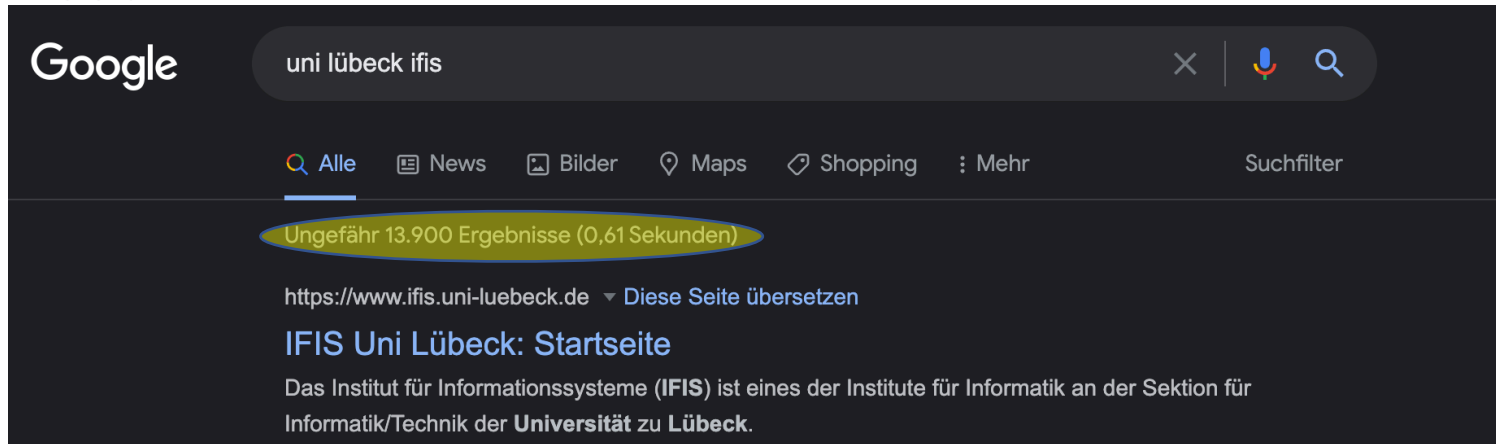 Google
uni lübeck ifis
Alle News Bilder Maps Shopping Mehr Suchfilter
Ungefähr 13.900 Ergebnisse (0,61 Sekunden)
https://www.ifis.uni-luebeck.de Diese Seite übersetzen
IFIS Uni Lübeck: Startseite
Das Institut für Informationssysteme (IFIS) ist eines der Institute für Informatik an der Sektion für
Informatik/Technik der Universität zu Lübeck.